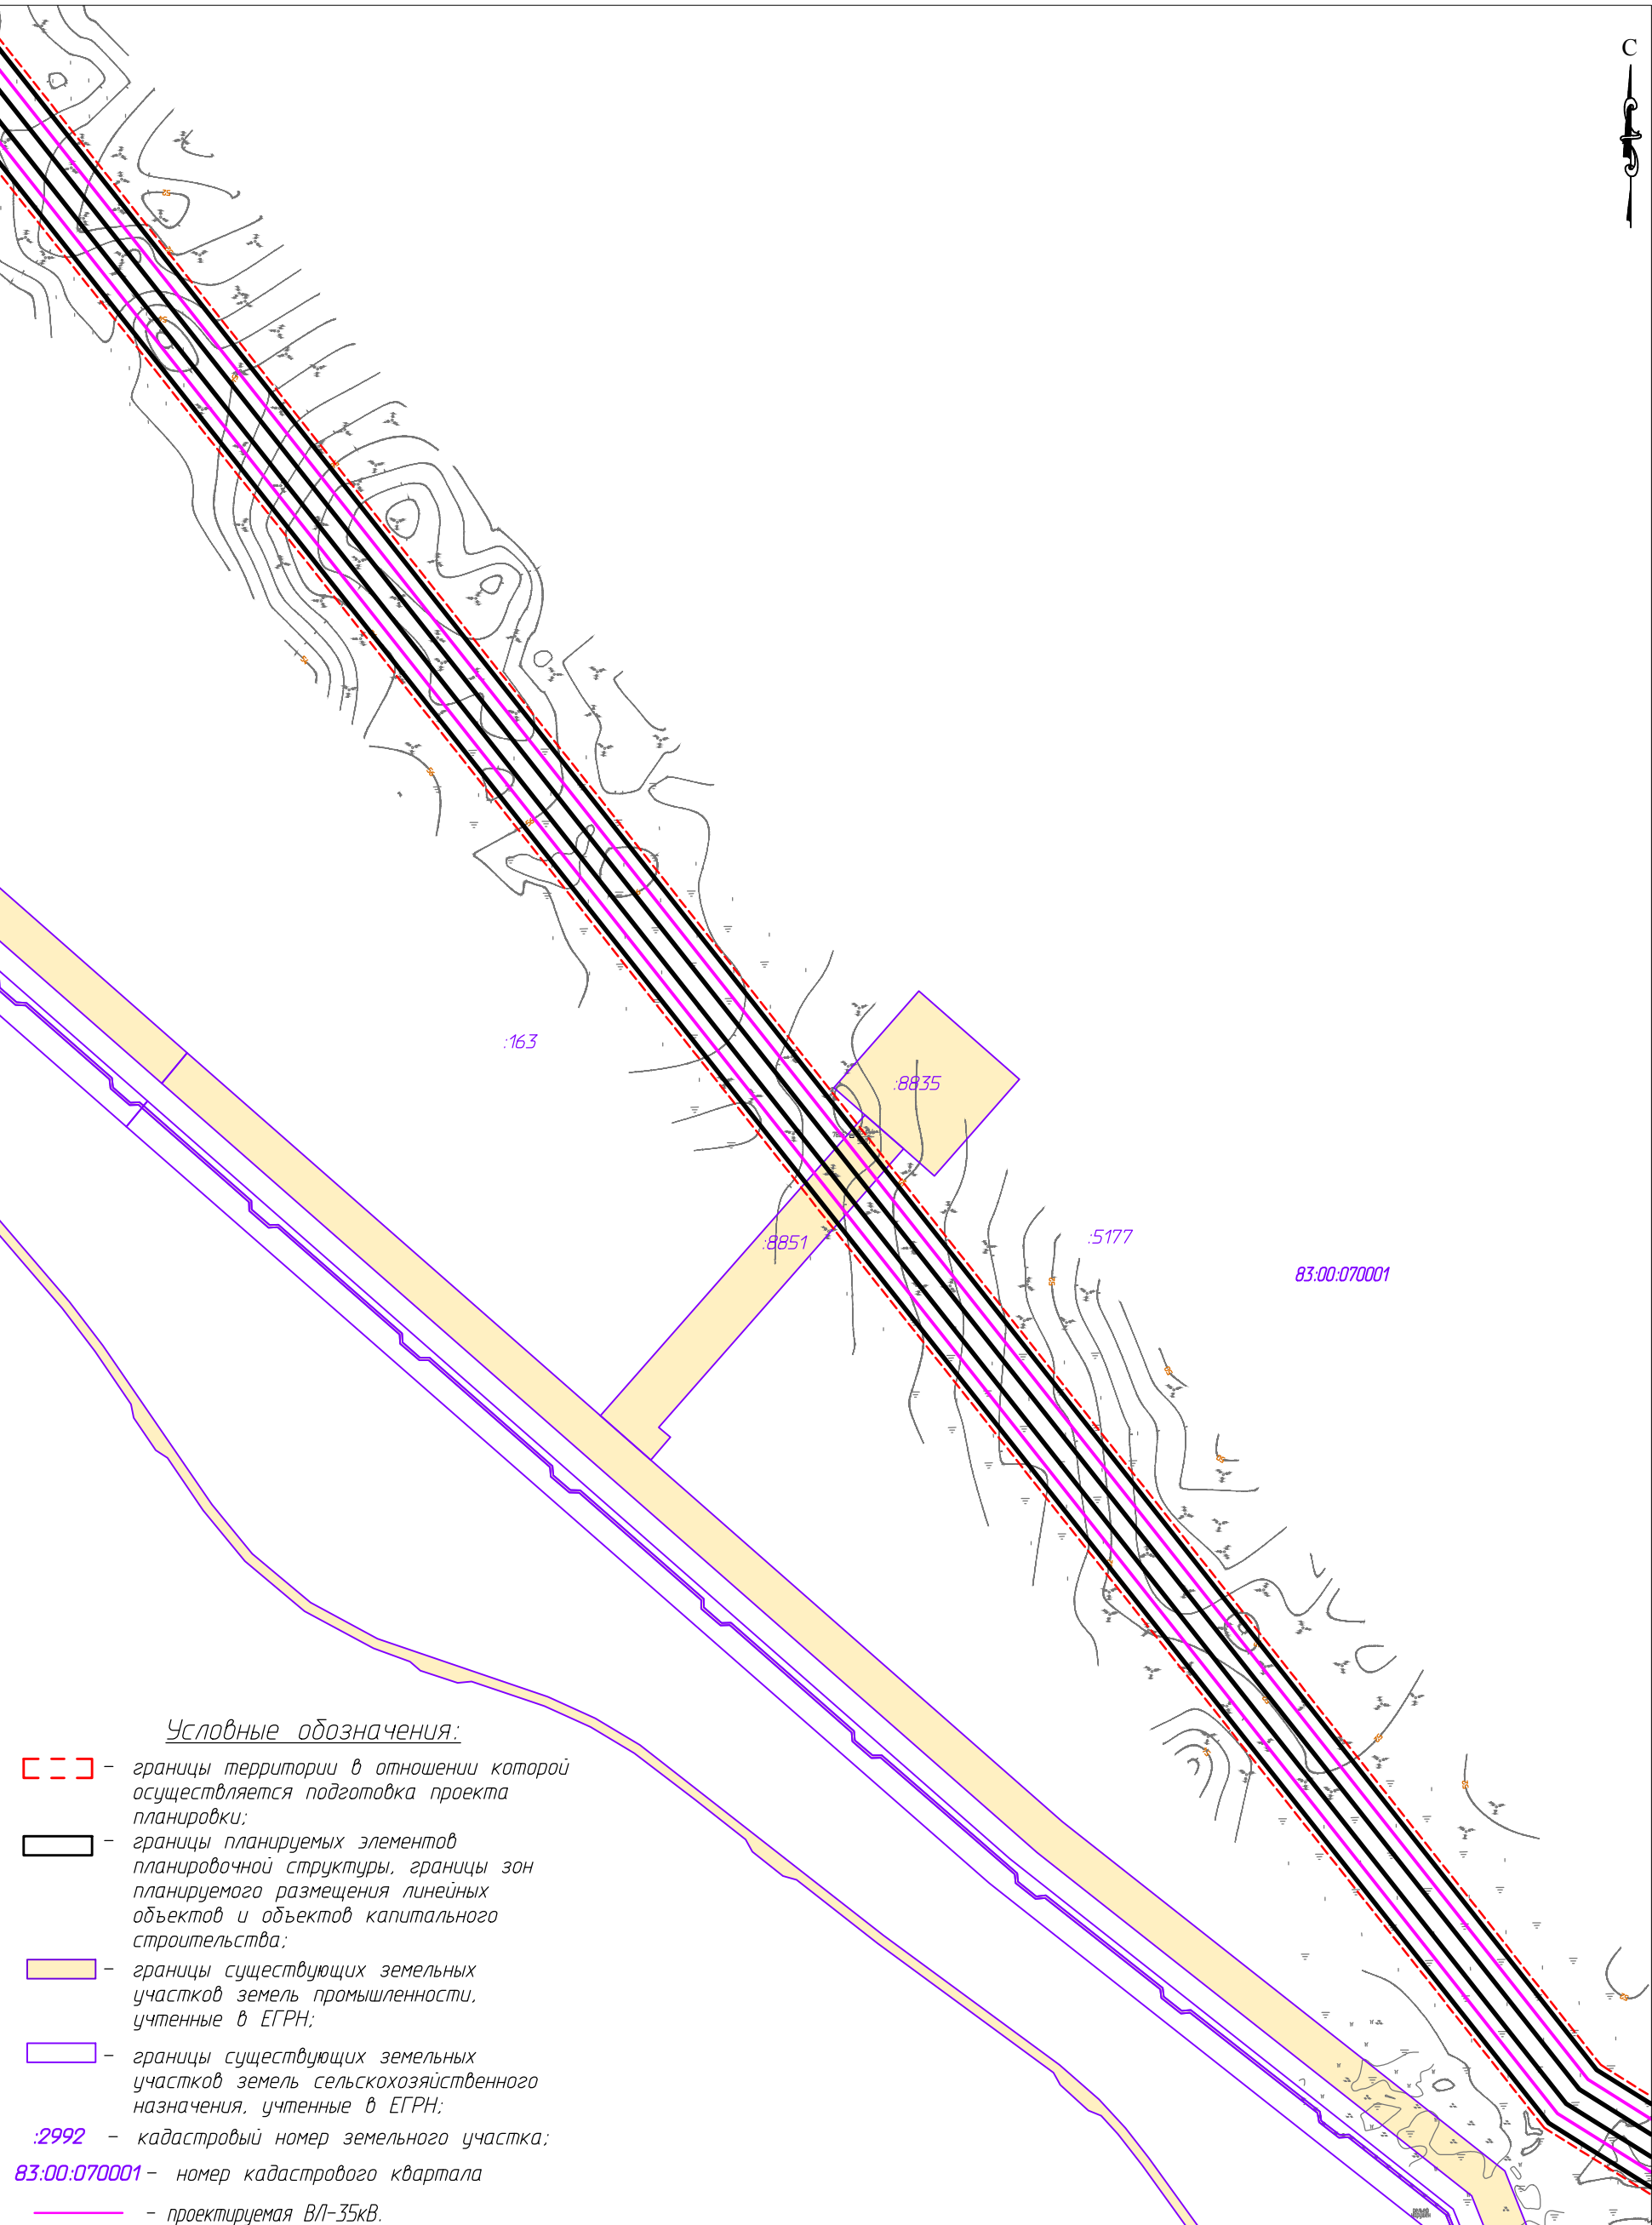 С
:163
:8835
:8851
:5177
83:00:070001
Условные обозначения:
– границы территории в отношении которой
осуществляется подготовка проекта
планировки;
– границы планируемых элементов
планировочной структуры, границы зон
планируемого размещения линейных
объектов и объектов капитального
строительства;
– границы существующих земельных
участков земель промышленности,
учтенные в ЕГРН;
– границы существующих земельных
участков земель сельскохозяйственного
назначения, учтенные в ЕГРН;
:2992 – кадастровый номер земельного участка;
83:00:070001 – номер кадастрового квартала
– проектируемая ВЛ-35кВ.